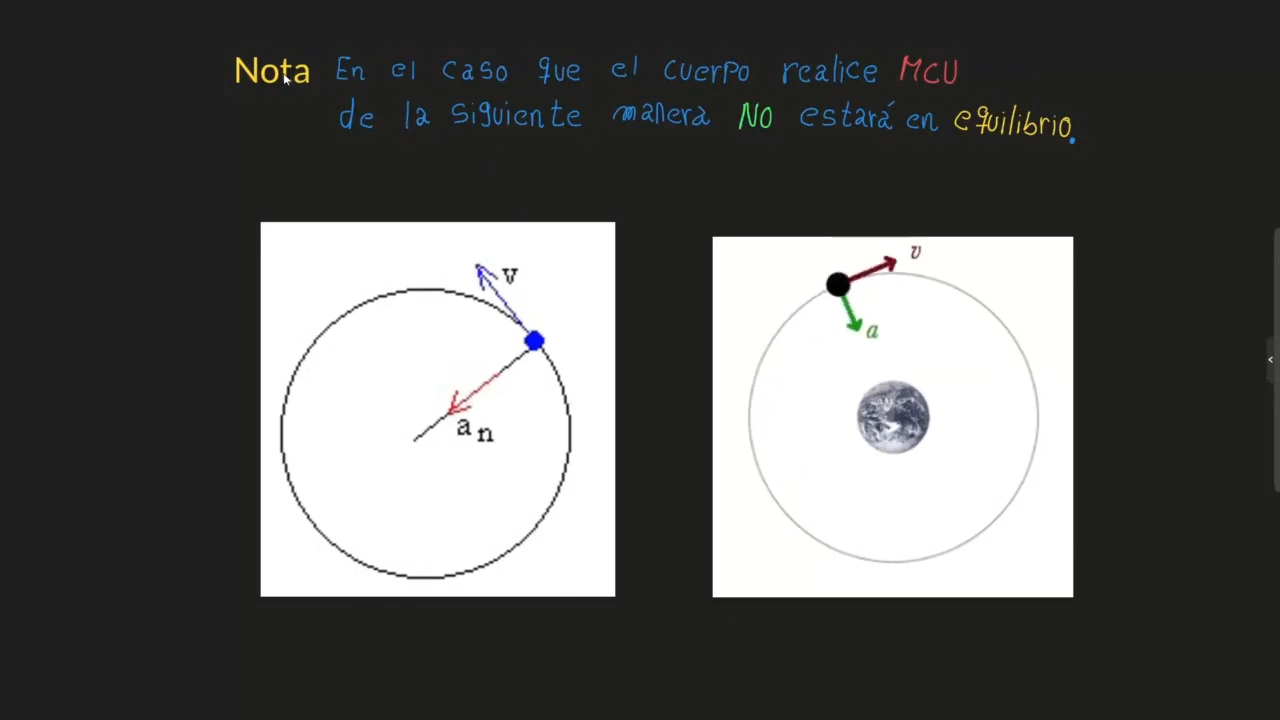 Nota En el caso que el cuerpo realice MCU
de la siguiente manera NO estará en equilibrio.
v
a n
v
a